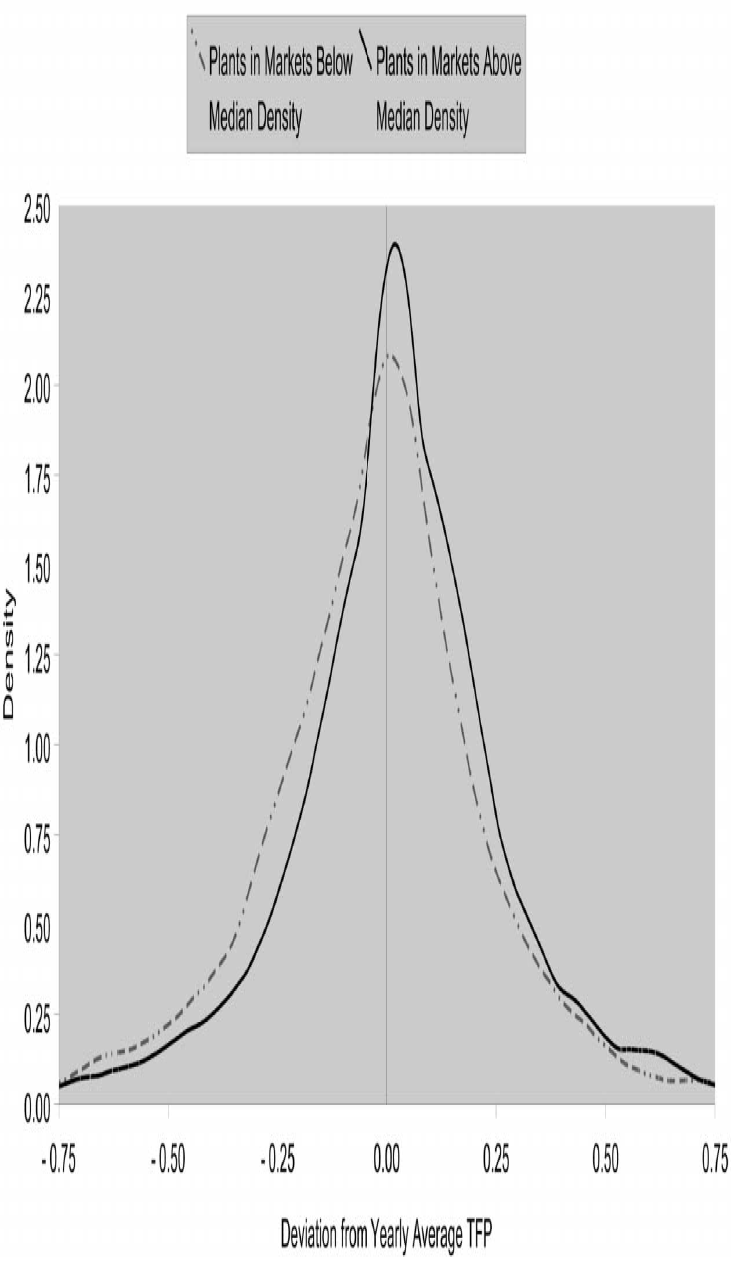 Plants in Markets Below Plants in Markets Above
Median Density Median Density
2.50
2.25
2.00
1.75
1.50
1.25
1.00
0.75
0.50
0.25
0.00
Density
-0.75 -0.50 -0.25 0.00 0.25 0.50 0.75
Deviation from Yearly Average TFP